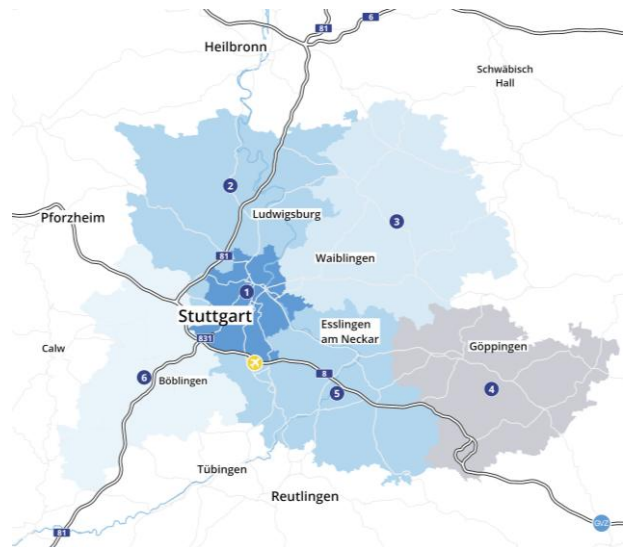 81
6
Heilbronn
Schwäbisch
Hall
2
Ludwigsburg
3
Pforzheim
81
Waiblingen
1
Stuttgart
Esslingen
am Neckar
831
Göppingen
Calw
6
Böblingen
8
5
4
Tübingen
Reutlingen
81
GVZ